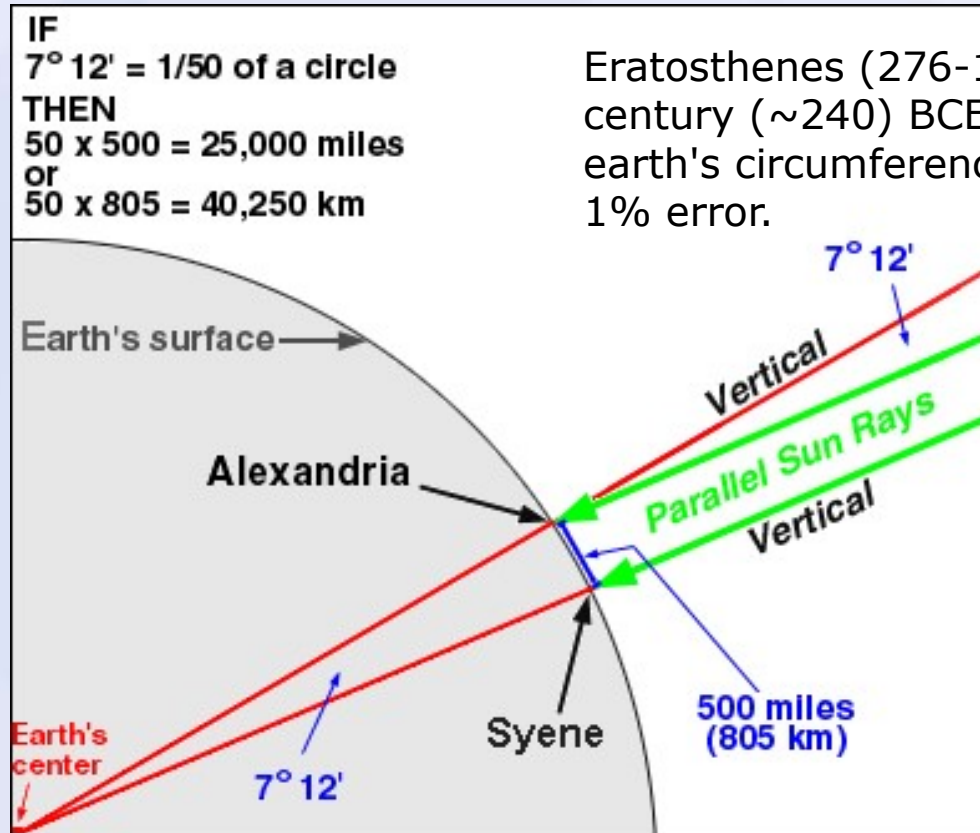 IF
7° 12' = 1/50 of a circle
THEN
50 x 500 = 25,000 miles
or
50 x 805 = 40,250 km
Eratosthenes (276-1
century (~240) BCE
earth's circumferenc
1% error.
7° 12'
Earth's surface
Vertical
Parallel Sun Rays
Alexandria
Vertical
500 miles
(805 km)
Syene
Earth's
center
7° 12'